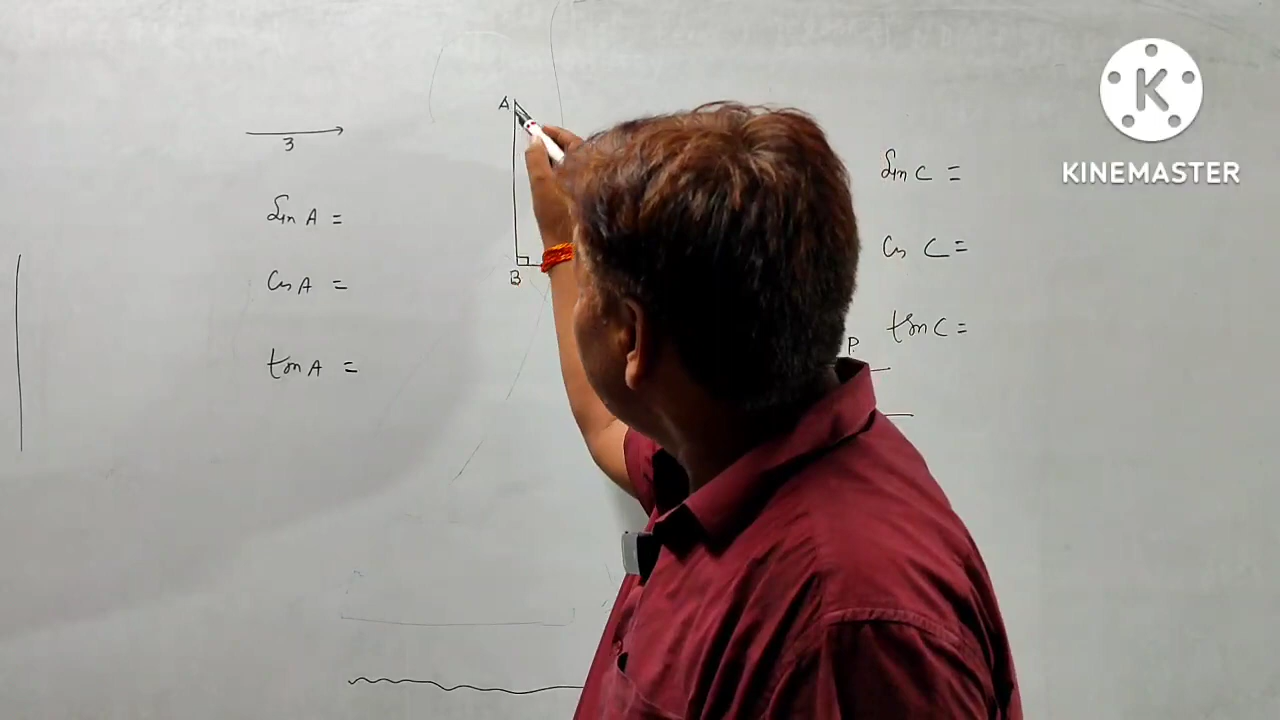 A
3
Sin A =
Cos A =
tan A =
B
Sin C =
Cos C =
tan C =
P
K
KINEMASTER